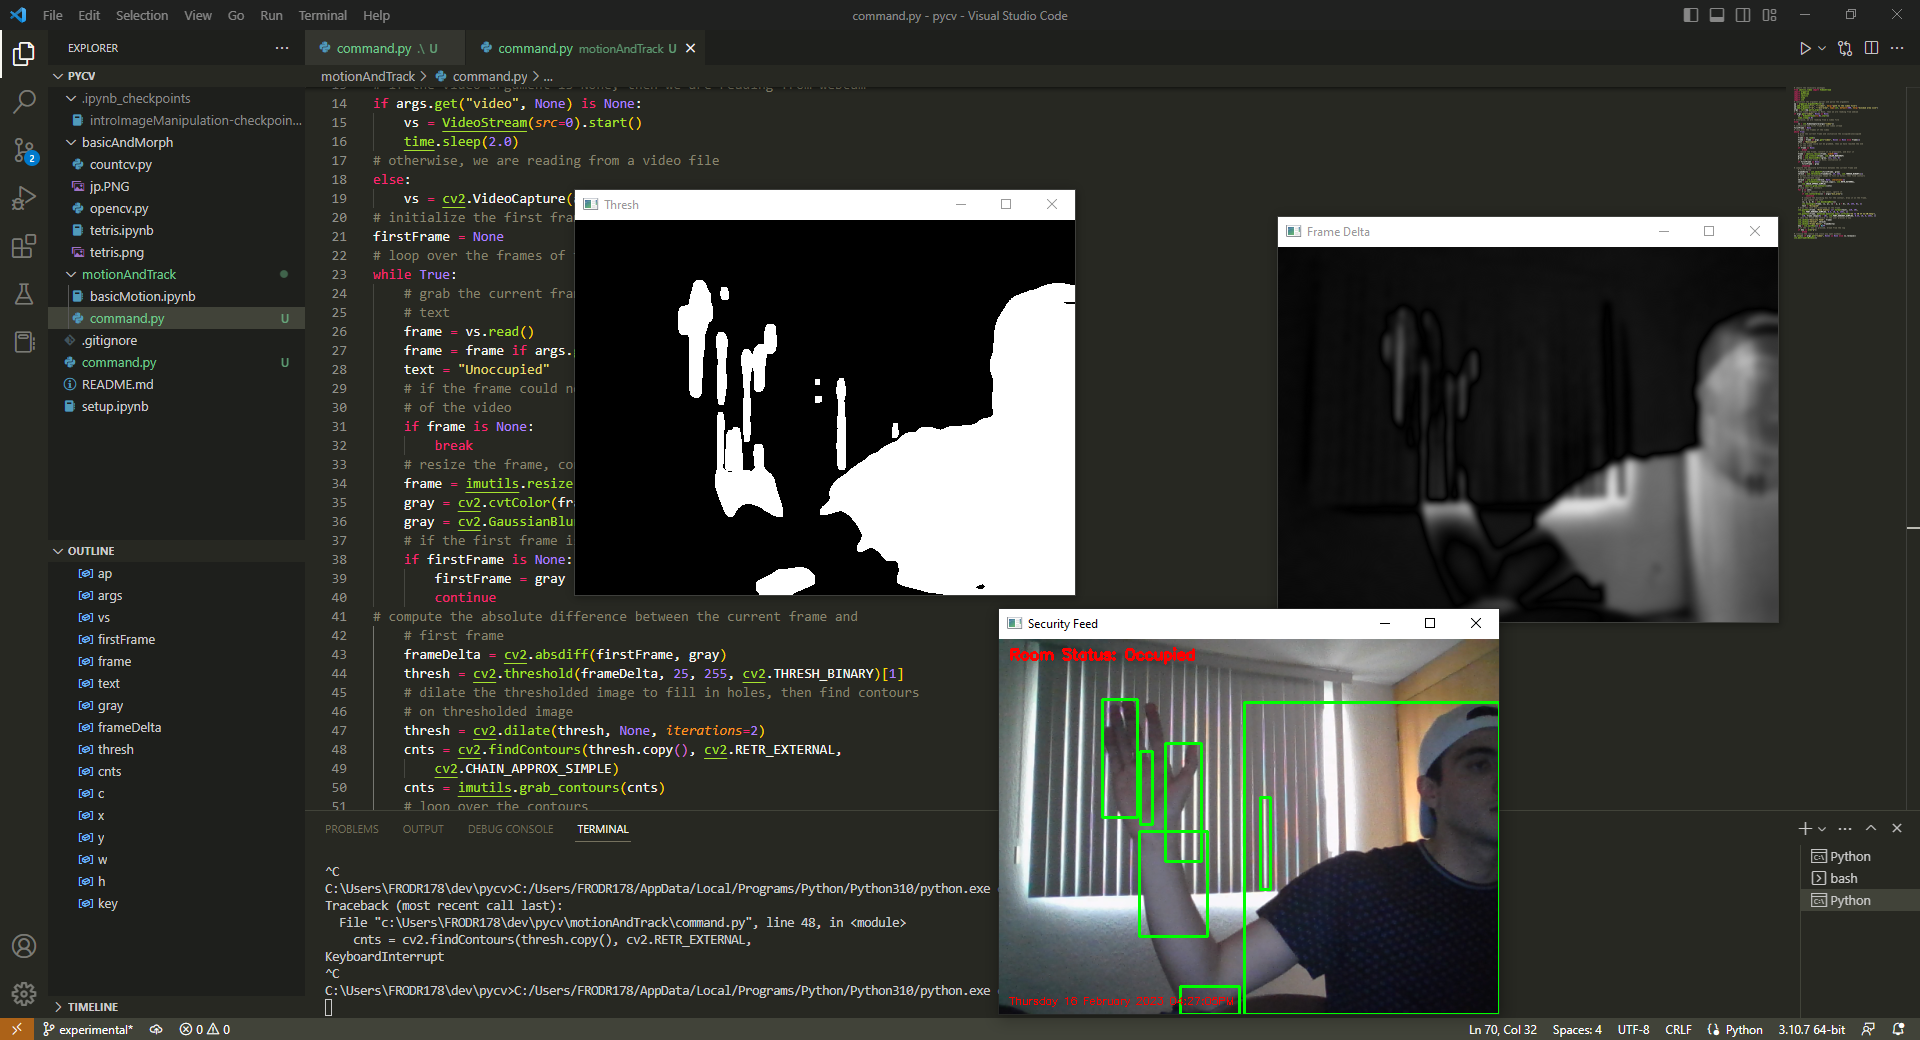 File Edit Selection View Go Run Terminal Help
command.py - pycv - Visual Studio Code
EXPLORER
PYCV
.ipynb_checkpoints
introImageManipulation-checkpoin...
basicAndMorph
countcv.py
jp.PNG
opencv.py
tetris.ipynb
tetris.png
motionAndTrack
basicMotion.ipynb
command.py U
.gitignore
command.py U
README.md
setup.ipynb
OUTLINE
ap
args
vs
firstFrame
frame
text
gray
frameDelta
thresh
cnts
c
x
y
w
h
key
TIMELINE
2
command.py .\ U
command.py motionAndTrack U
motionAndTrack > command.py > ...
13 # if the video argument is None, then we are reading from webcam
14 if args.get("video", None) is None:
15 vs = VideoStream(src=0).start()
16 time.sleep(2.0)
17 # otherwise, we are reading from a video file
18 else:
19 vs = cv2.VideoCapture(
20 # initialize the first fra
21 firstFrame = None
22 # loop over the frames of
23 while True:
24 # grab the current fra
25 # text
26 frame = vs.read()
27 frame = frame if args.
28 text = "Unoccupied"
29 # if the frame could n
30 # of the video
31 if frame is None:
32 break
33 # resize the frame, co
34 frame = imutils.resize
35 gray = cv2.cvtColor(fr
36 gray = cv2.GaussianBlu
37 # if the first frame i
38 if firstFrame is None:
39 firstFrame = gray
40 continue
41 # compute the absolute difference between the current frame and
42 # first frame
43 frameDelta = cv2.absdiff(firstFrame, gray)
44 thresh = cv2.threshold(frameDelta, 25, 255, cv2.THRESH_BINARY)[1]
45 # dilate the thresholded image to fill in holes, then find contours
46 # on thresholded image
47 thresh = cv2.dilate(thresh, None, iterations=2)
48 cnts = cv2.findContours(thresh.copy(), cv2.RETR_EXTERNAL,
49 cv2.CHAIN_APPROX_SIMPLE)
50 cnts = imutils.grab_contours(cnts)
51 # loop over the contours
Thresh
Frame Delta
Security Feed
Room Status: Occupied
Thursday
PROBLEMS OUTPUT DEBUG CONSOLE TERMINAL
^C
C:\Users\FRODR178\dev\pycv>C:/Users/FRODR178/AppData/Local/Programs/Python/Python310/python.exe
Traceback (most recent call last):
File "c:\Users\FRODR178\dev\pycv\motionAndTrack\command.py", line 48, in <module>
cnts = cv2.findContours(thresh.copy(), cv2.RETR_EXTERNAL,
KeyboardInterrupt
^C
C:\Users\FRODR178\dev\pycv>C:/Users/FRODR178/AppData/Local/Programs/Python/Python310/python.exe
Python
bash
Python
experimental* 0 0
Ln 70, Col 32 Spaces: 4 UTF-8 CRLF Python 3.10.7 64-bit